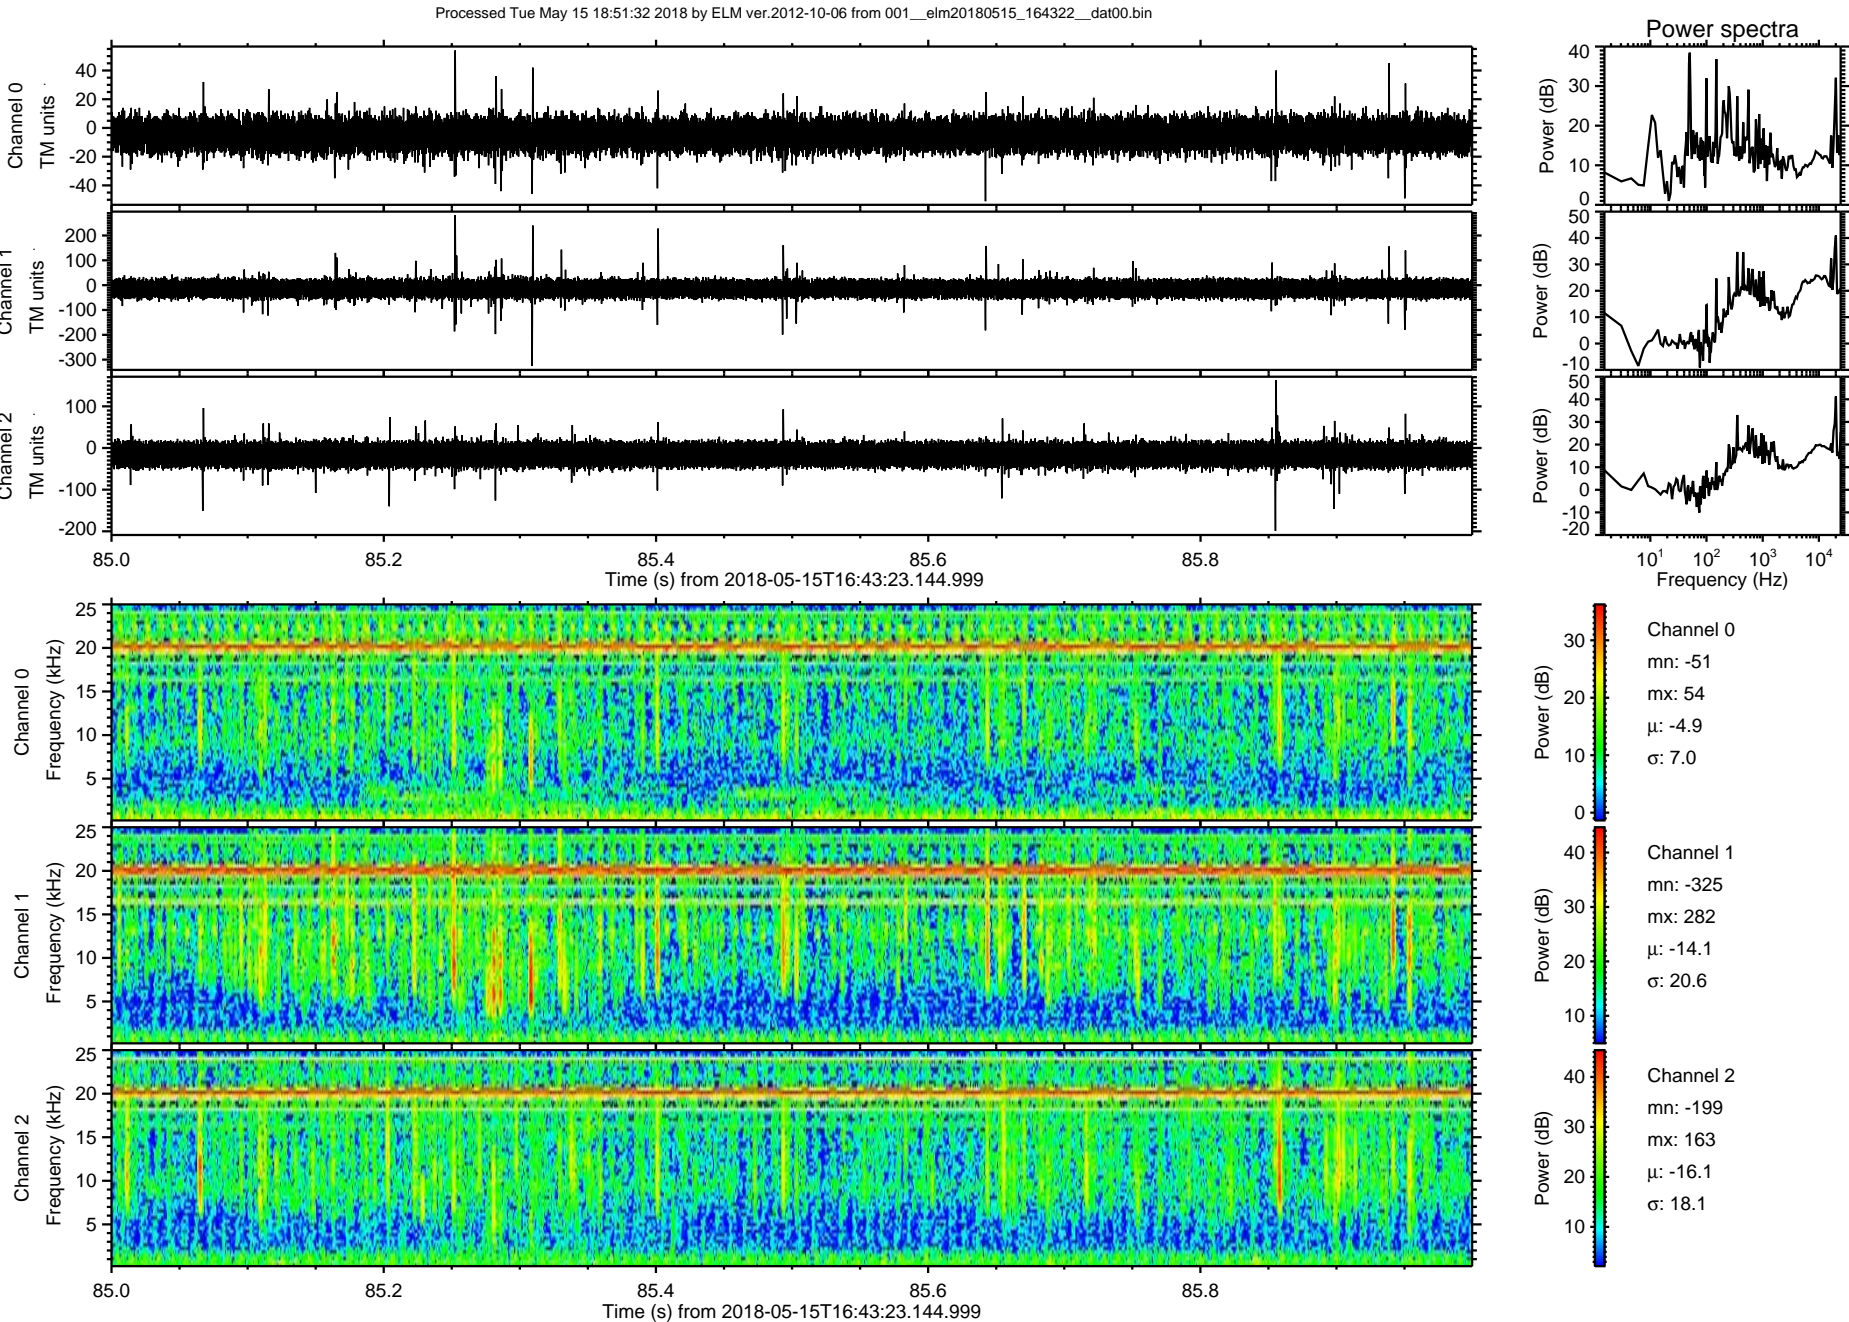 Processed Tue May 15 18:51:32 2018 by ELM ver.2012-10-06 from 001__elm20180515_164322__dat00.bin
Power spectra
Channel 0
TM units
40
20
0
-20
-40
Power (dB)
40
30
20
10
0
Channel 1
TM units
200
100
0
-100
-200
-300
Power (dB)
50
40
30
20
10
0
-10
Channel 2
TM units
100
0
-100
-200
Power (dB)
50
40
30
20
10
0
-10
-20
85.0 85.2 85.4 85.6 85.8
Time (s) from 2018-05-15T16:43:23.144.999
10¹ 10² 10³ 10⁴
Frequency (Hz)
Channel 0
Frequency (kHz)
25
20
15
10
5
Power (dB)
30
20
10
0
Channel 0
mn: -51
mx: 54
μ: -4.9
σ: 7.0
Channel 1
Frequency (kHz)
25
20
15
10
5
Power (dB)
40
30
20
10
Channel 1
mn: -325
mx: 282
μ: -14.1
σ: 20.6
Channel 2
Frequency (kHz)
25
20
15
10
5
Power (dB)
40
30
20
10
Channel 2
mn: -199
mx: 163
μ: -16.1
σ: 18.1
85.0 85.2 85.4 85.6 85.8
Time (s) from 2018-05-15T16:43:23.144.999